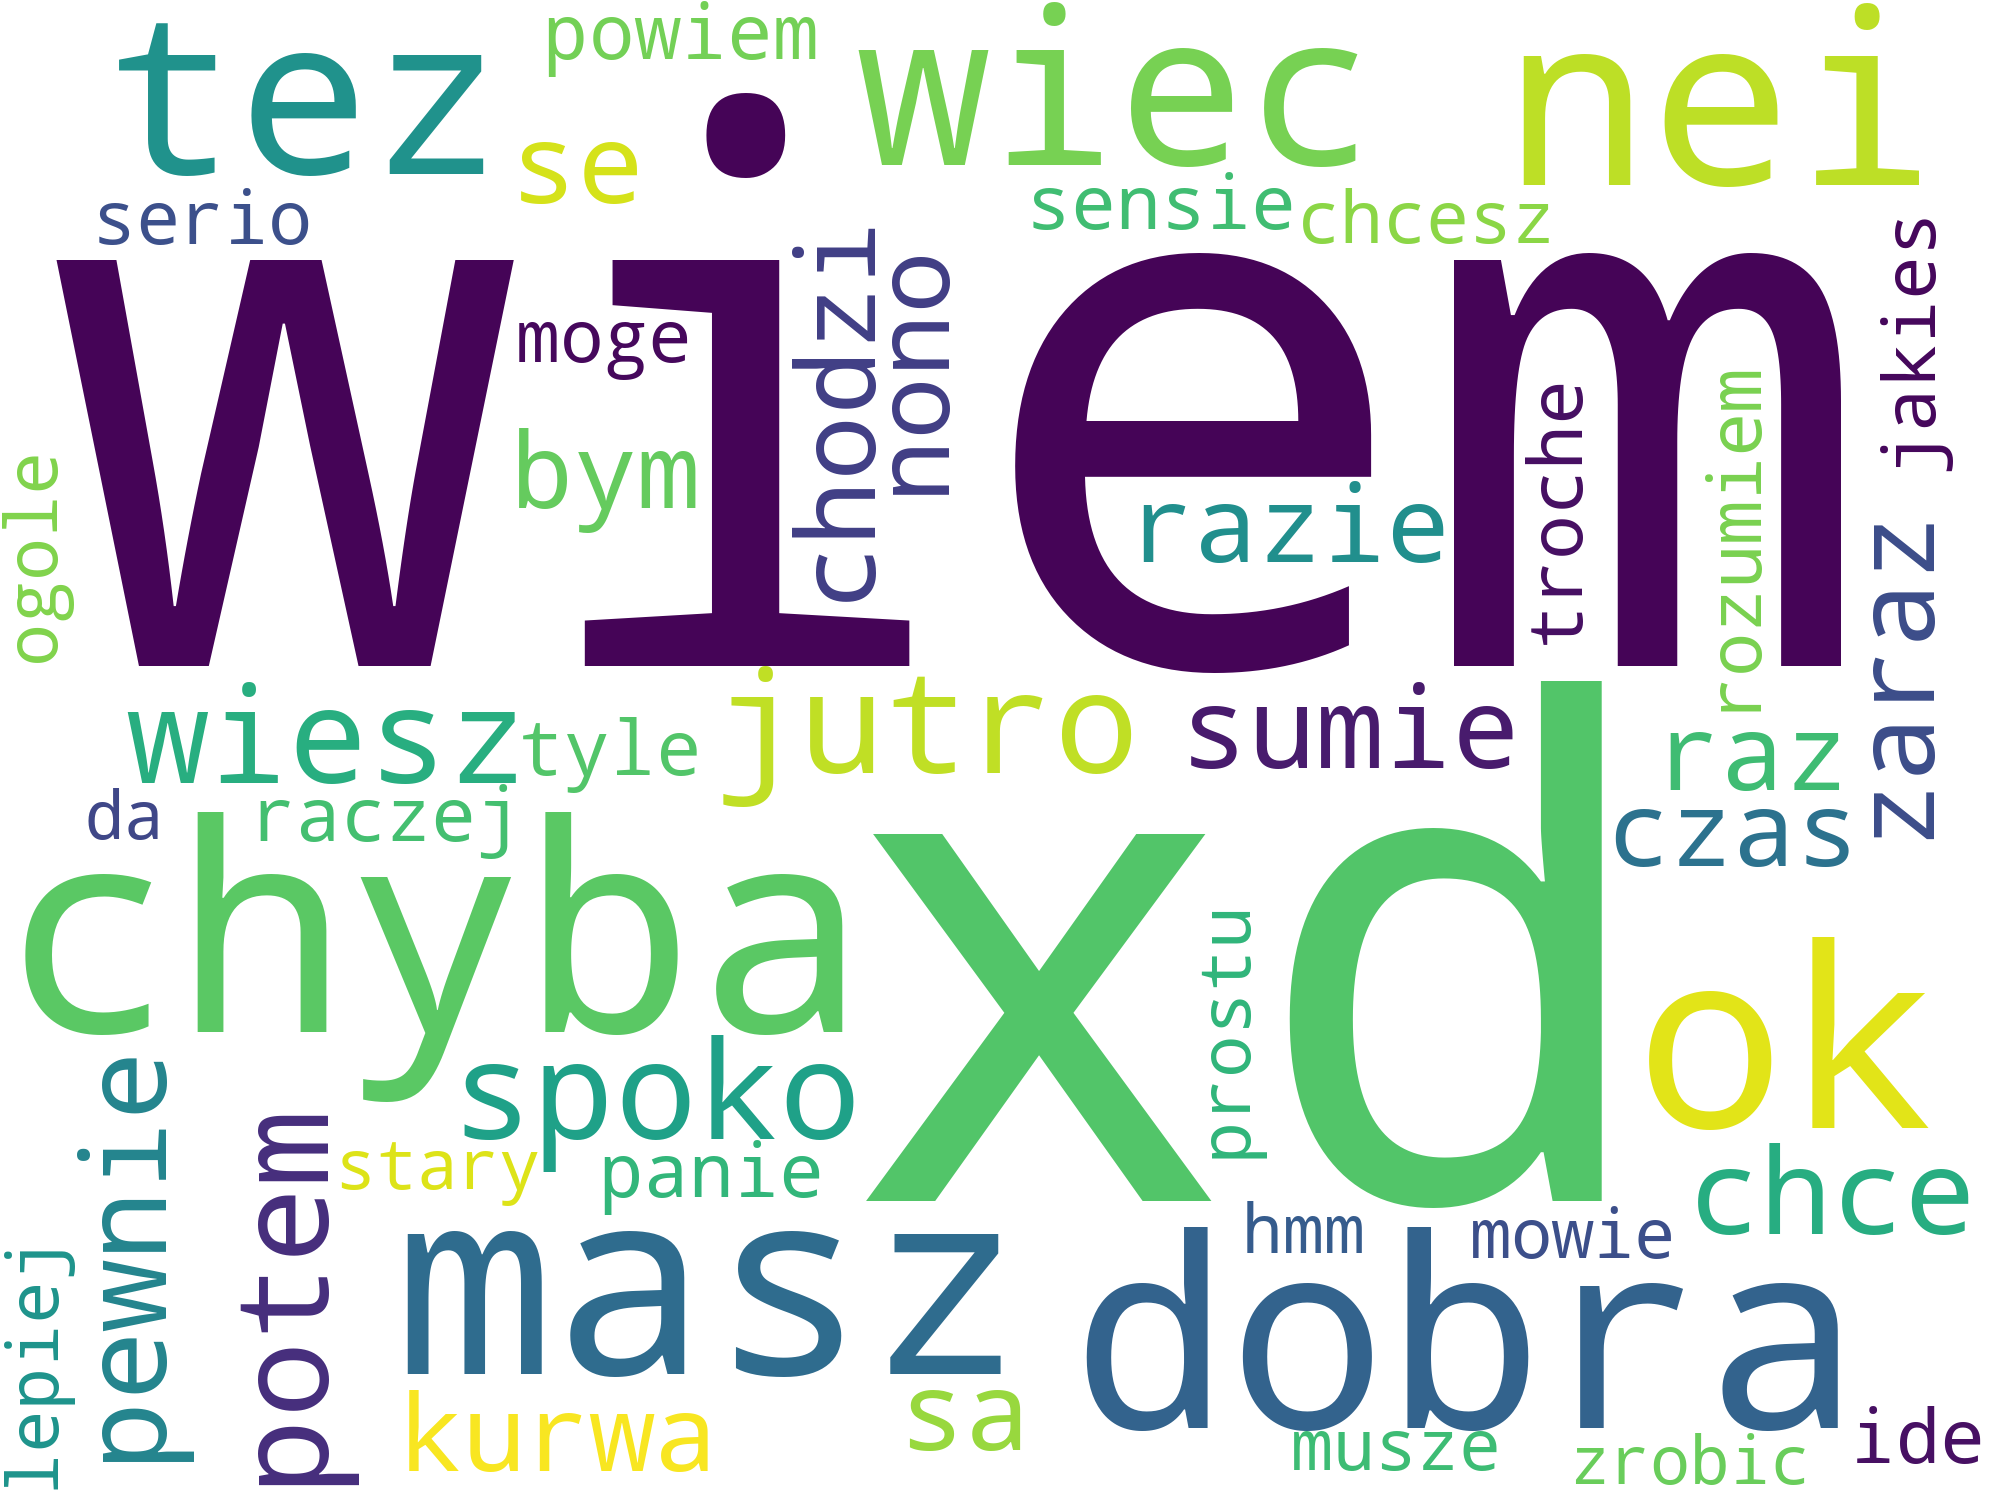 tez
powiem
wiec
nei
se
serio
sensie
chcesz
wiem
moge
chodzi
nono
bym
razie
troche
rozumiem
jakies
ogole
zaraz
wiesz
tyle
jutro
sumie
raz
da
raczej
czas
chyba
xd
prostu
ok
spoko
pewnie
potem
stary
panie
chce
masz
hmm
mowie
dobra
lepiej
kurwa
sa
musze
zrobic
ide